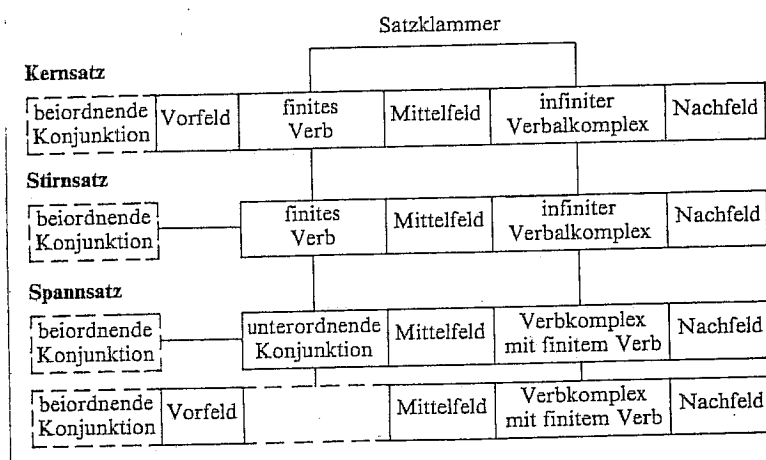 Satzklammer
Kernsatz
beiordnende Konjunktion Vorfeld finites Verb Mittelfeld infiniter Verbalkomplex Nachfeld
Stirnsatz
beiordnende Konjunktion finites Verb Mittelfeld infiniter Verbalkomplex Nachfeld
Spannsatz
beiordnende Konjunktion unterordnende Konjunktion Mittelfeld Verbkomplex mit finitem Verb Nachfeld
beiordnende Konjunktion Vorfeld Mittelfeld Verbkomplex mit finitem Verb Nachfeld